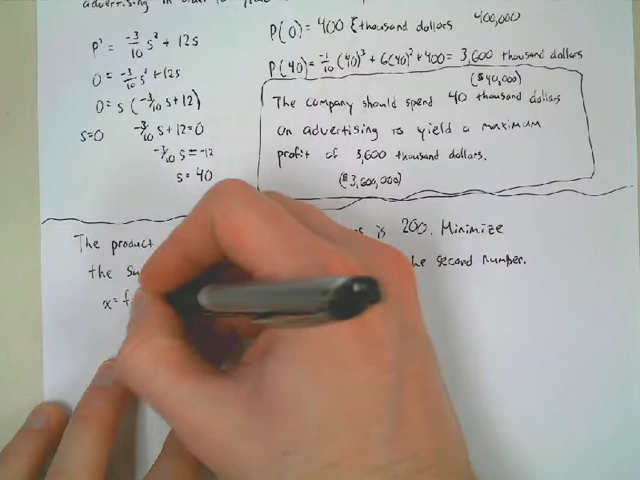 advertising in order to yield
P' = -3/10 s² + 12s
0 = -3/10 s² + 12s
0 = s (-3/10 s + 12)
s=0 -3/10 s + 12 = 0
-3/10 s = -12
s = 40
P(0) = 400 thousand dollars 400,000
P(40) = -1/10 (40)³ + 6(40)² + 400 = 3,600 thousand dollars
($40,000)
The company should spend 40 thousand dollars
on advertising to yield a maximum
profit of 3,600 thousand dollars.
($3,600,000)
The product is 200. Minimize
the second number.
x =